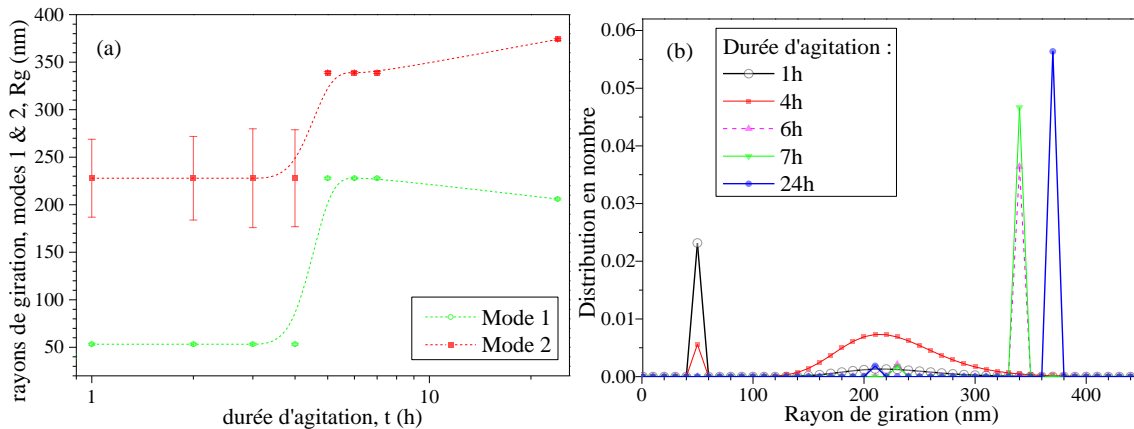 (a)
rayons de giration, modes 1 & 2, Rg (nm)
400
350
300
250
200
150
100
50
1
10
durée d'agitation, t (h)
Mode 1
Mode 2
(b)
Distribution en nombre
0.06
0.05
0.04
0.03
0.02
0.01
0.00
0
100
200
300
400
Rayon de giration (nm)
Durée d'agitation :
1h
4h
6h
7h
24h